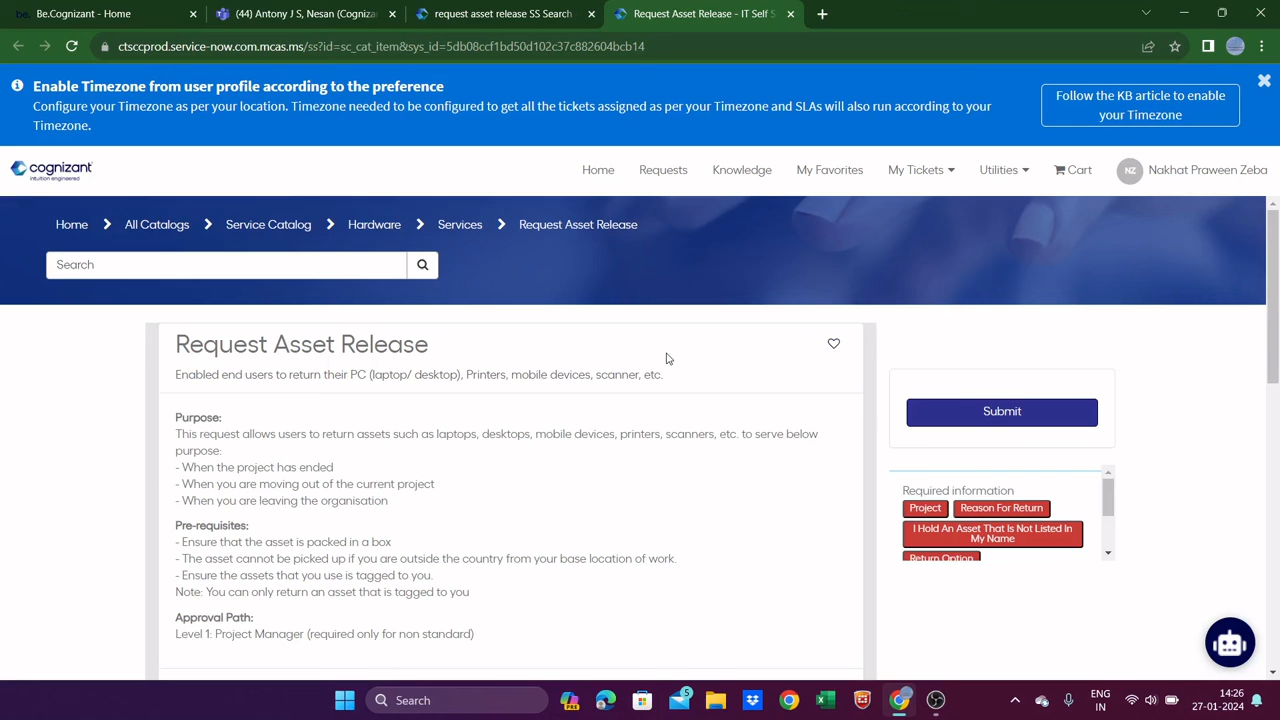 be. Be.Cognizant - Home
(44) Antony J S, Nesan (Cogniza
request asset release SS Search
Request Asset Release - IT Self S
ctsccprod.service-now.com.mcas.ms/ss?id=sc_cat_item&sys_id=5db08ccf1bd50d102c37c882604bcb14
Enable Timezone from user profile according to the preference
Configure your Timezone as per your location. Timezone needed to be configured to get all the tickets assigned as per your Timezone and SLAs will also run according to your
Timezone.
Follow the KB article to enable
your Timezone
cognizant
intuition engineered
Home
Requests
Knowledge
My Favorites
My Tickets
Utilities
Cart
NZ
Nakhat Praween Zeba
Home
All Catalogs
Service Catalog
Hardware
Services
Request Asset Release
Search
Request Asset Release
Enabled end users to return their PC (laptop/ desktop), Printers, mobile devices, scanner, etc.
Purpose:
This request allows users to return assets such as laptops, desktops, mobile devices, printers, scanners, etc. to serve below
purpose:
- When the project has ended
- When you are moving out of the current project
- When you are leaving the organisation
Pre-requisites:
- Ensure that the asset is packed in a box
- The asset cannot be picked up if you are outside the country from your base location of work.
- Ensure the assets that you use is tagged to you.
Note: You can only return an asset that is tagged to you
Approval Path:
Level 1: Project Manager (required only for non standard)
Submit
Required information
Project
Reason For Return
I Hold An Asset That Is Not Listed In
My Name
Return Option
Search
PRE
5
ENG
IN
14:26
27-01-2024